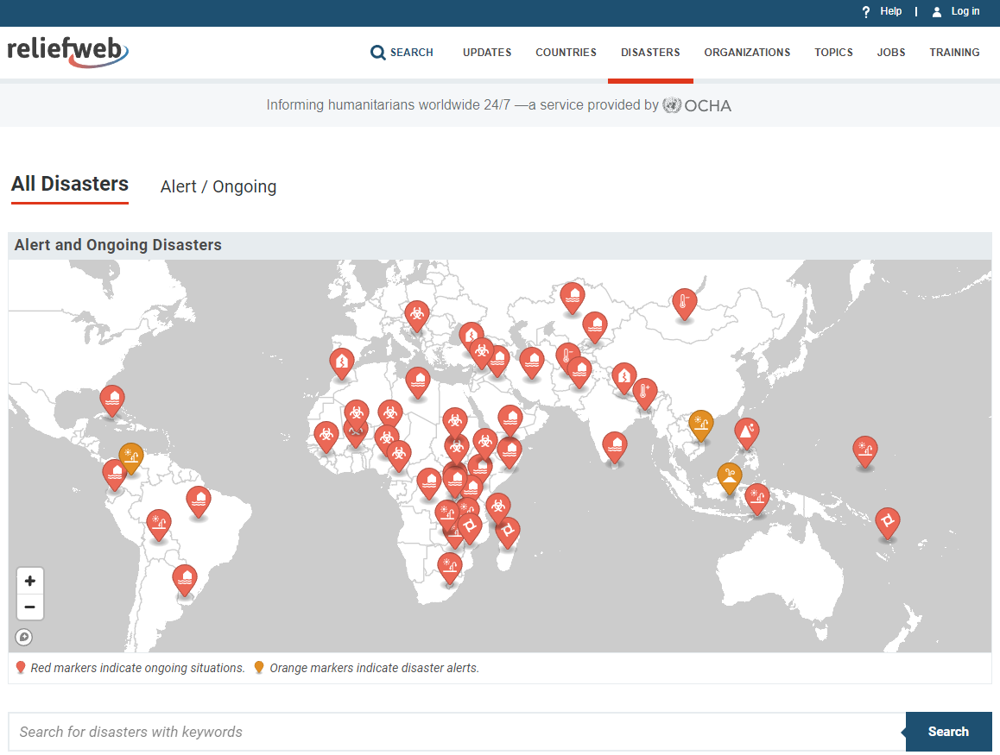 ? Help | Log in
reliefweb
SEARCH UPDATES COUNTRIES DISASTERS ORGANIZATIONS TOPICS JOBS TRAINING
Informing humanitarians worldwide 24/7 —a service provided by OCHA
All Disasters Alert / Ongoing
Alert and Ongoing Disasters
+
−
Red markers indicate ongoing situations. Orange markers indicate disaster alerts.
Search for disasters with keywords Search